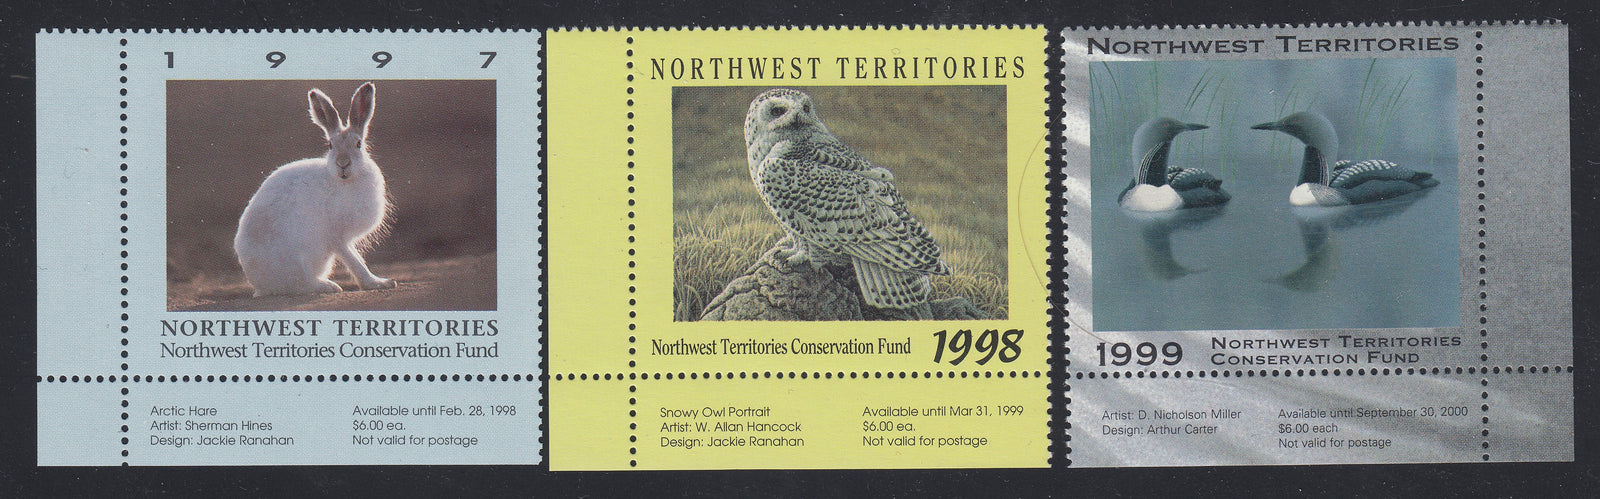 1 9 9 7
NORTHWEST TERRITORIES
Northwest Territories Conservation Fund
Arctic Hare
Artist: Sherman Hines
Design: Jackie Ranahan
Available until Feb. 28, 1998
$6.00 ea.
Not valid for postage
NORTHWEST TERRITORIES
Northwest Territories Conservation Fund 1998
Snowy Owl Portrait
Artist: W. Allan Hancock
Design: Jackie Ranahan
Available until Mar 31, 1999
$6.00 ea.
Not valid for postage
NORTHWEST TERRITORIES
1999
NORTHWEST TERRITORIES
CONSERVATION FUND
Artist: D. Nicholson Miller
Design: Arthur Carter
Available until September 30, 2000
$6.00 each
Not valid for postage